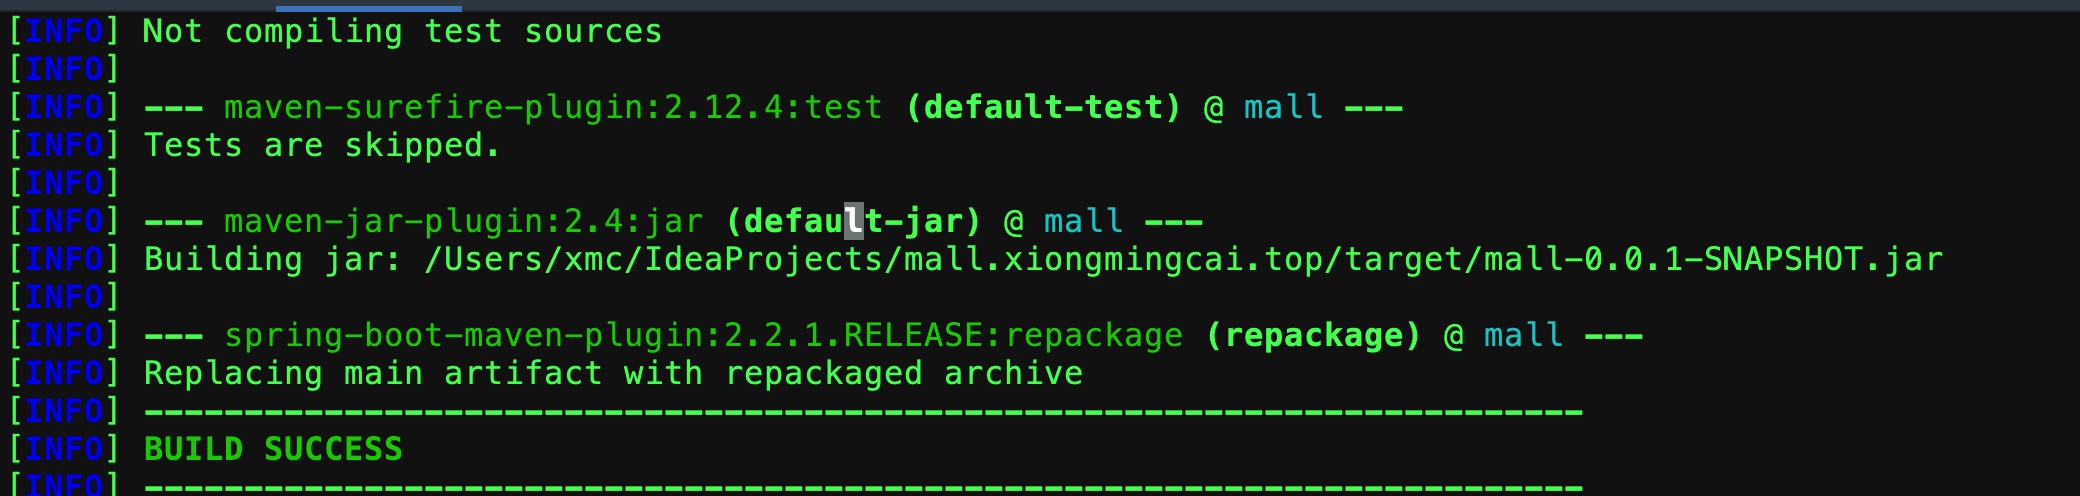 [INFO] Not compiling test sources
[INFO]
[INFO] --- maven-surefire-plugin:2.12.4:test (default-test) @ mall ---
[INFO] Tests are skipped.
[INFO]
[INFO] --- maven-jar-plugin:2.4:jar (default-jar) @ mall ---
[INFO] Building jar: /Users/xmc/IdeaProjects/mall.xiongmingcai.top/target/mall-0.0.1-SNAPSHOT.jar
[INFO]
[INFO] --- spring-boot-maven-plugin:2.2.1.RELEASE:repackage (repackage) @ mall ---
[INFO] Replacing main artifact with repackaged archive
[INFO] ------------------------------------------------------------------------
[INFO] BUILD SUCCESS
[INFO] ------------------------------------------------------------------------